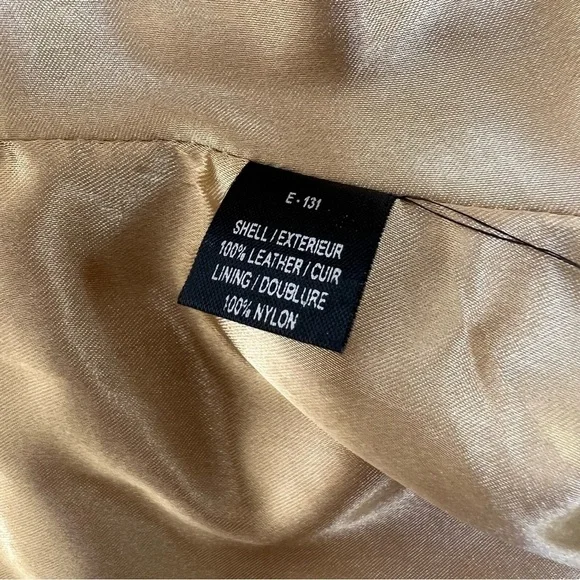 E - 131
SHELL / EXTERIEUR
100% LEATHER / CUIR
LINING / DOUBLURE
100% NYLON